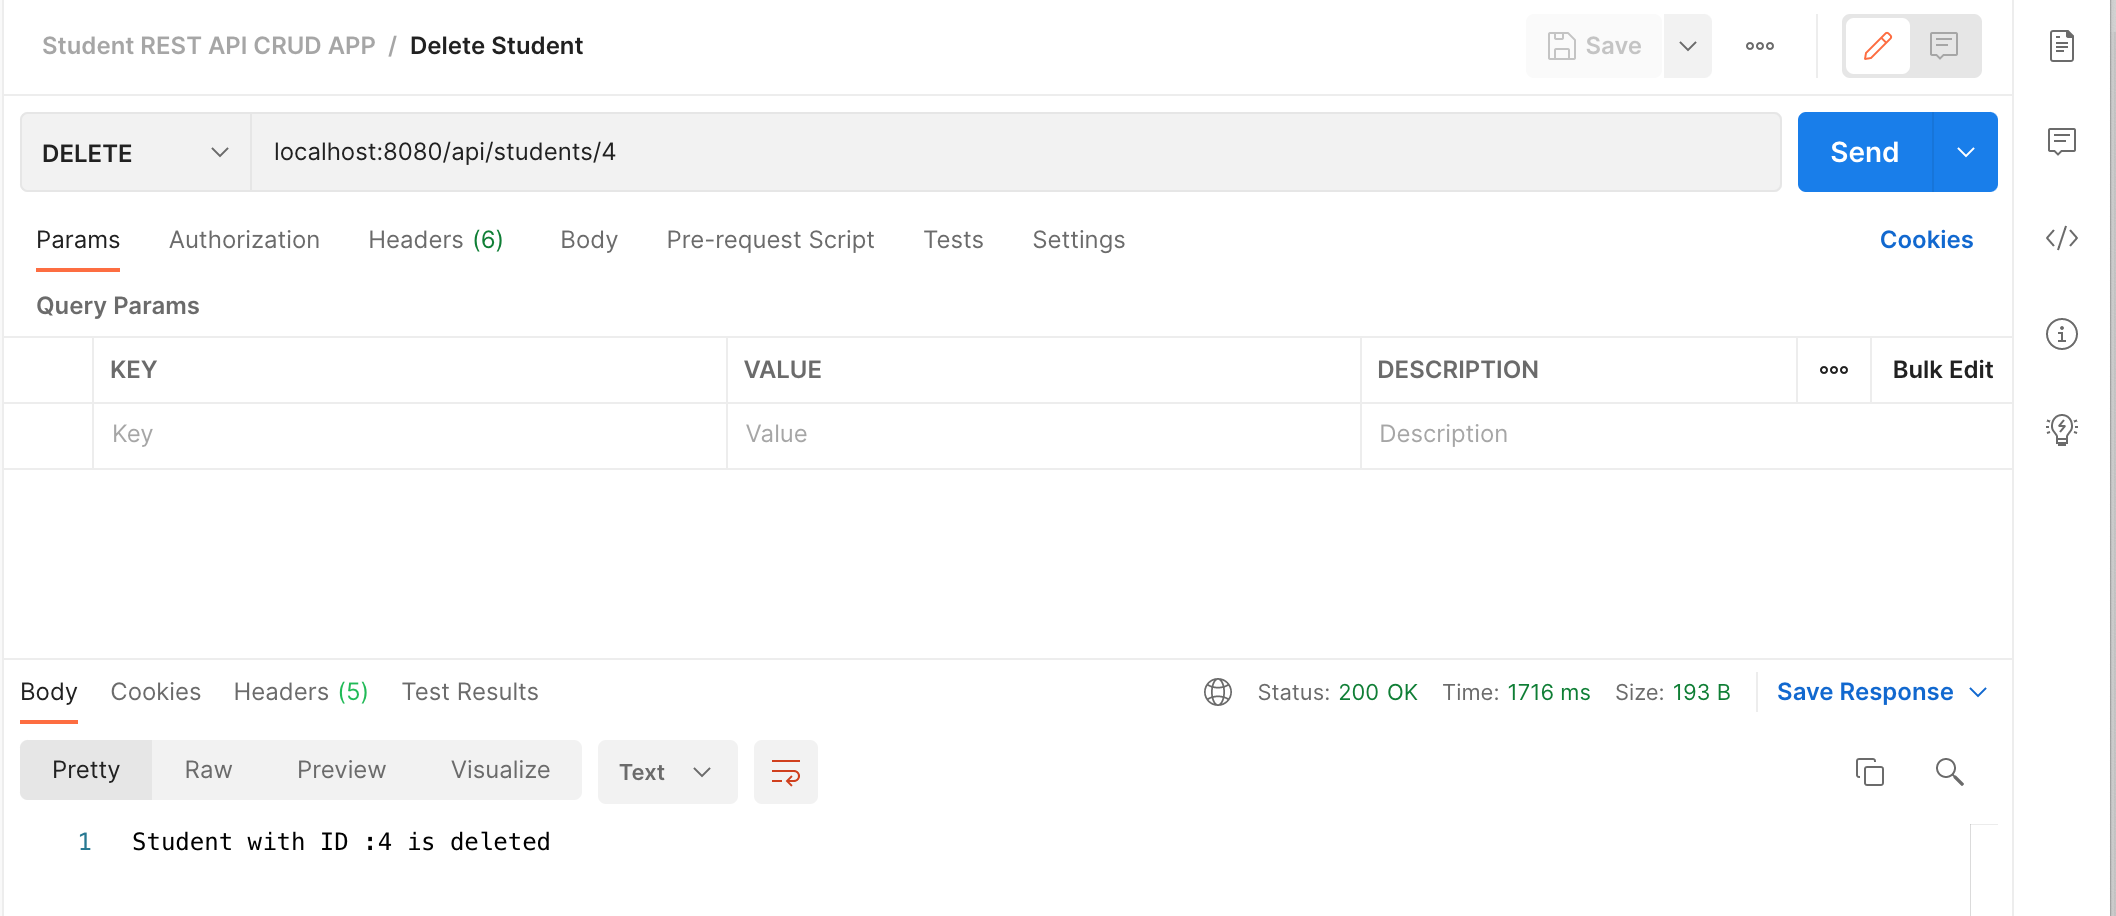 Student REST API CRUD APP / Delete Student
Save
DELETE
localhost:8080/api/students/4
Send
Params Authorization Headers (6) Body Pre-request Script Tests Settings Cookies
Query Params
KEY VALUE DESCRIPTION Bulk Edit
Key Value Description
Body Cookies Headers (5) Test Results Status: 200 OK Time: 1716 ms Size: 193 B Save Response
Pretty Raw Preview Visualize Text
1 Student with ID :4 is deleted